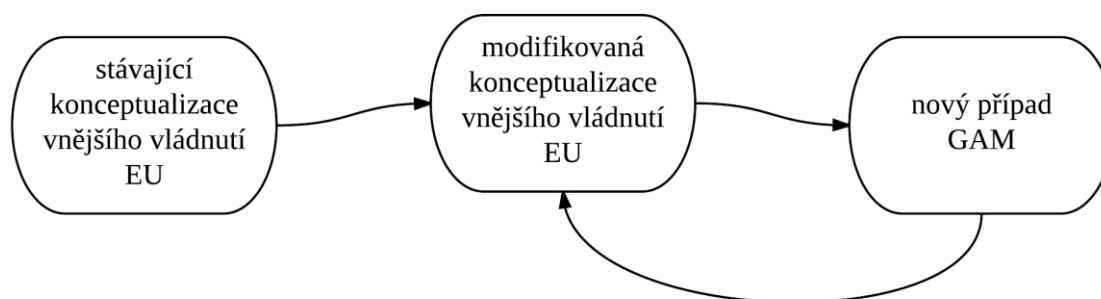 stávající
konceptualizace
vnějšího vládnutí
EU
modifikovaná
konceptualizace
vnějšího vládnutí
EU
nový případ
GAM